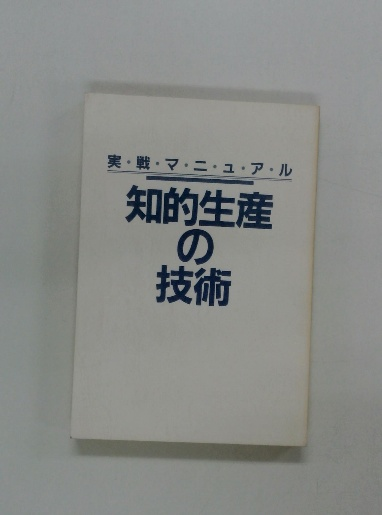 実・戦・マ・ニ・ュ・ア・ル
知的生産
の
技術